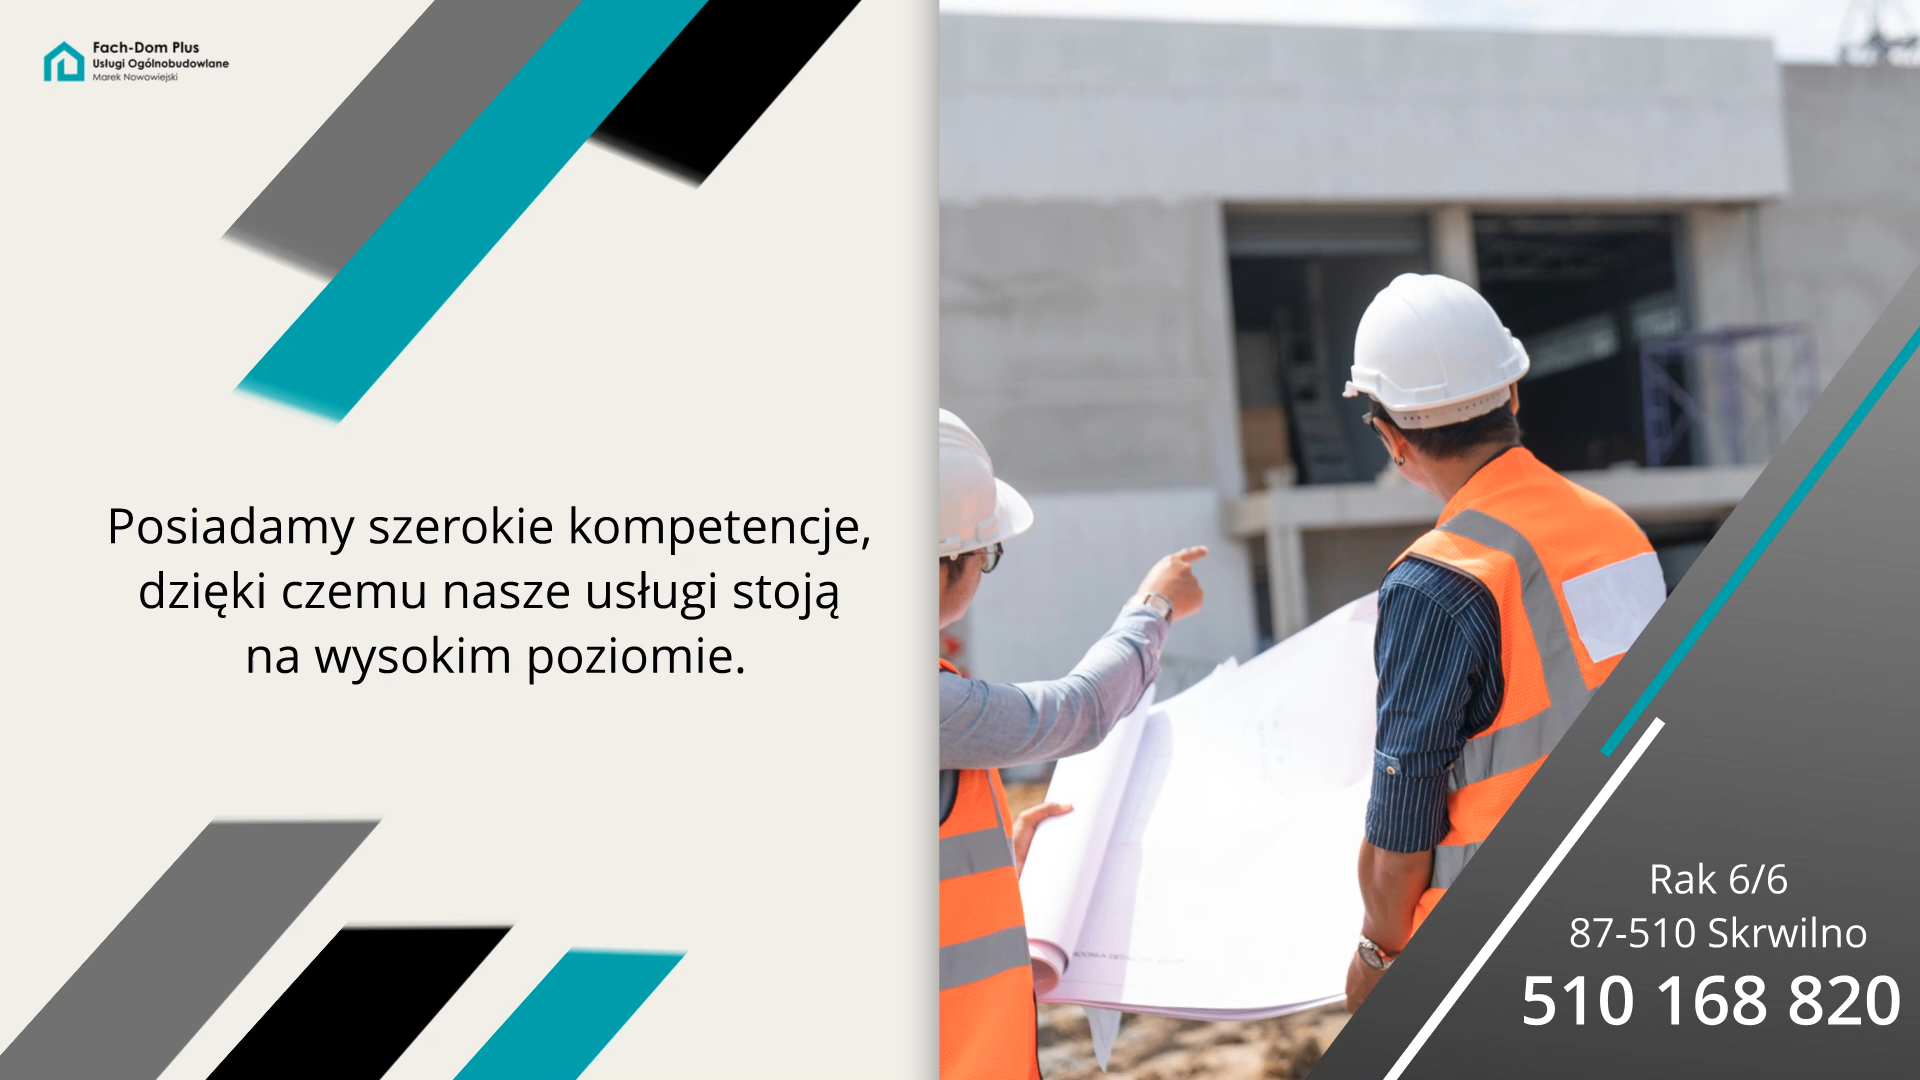 Fach-Dom Plus
Usługi Ogólnobudowlane
Marek Nowowiejski
Posiadamy szerokie kompetencje,
dzięki czemu nasze usługi stoją
na wysokim poziomie.
Rak 6/6
87-510 Skrwilno
510 168 820